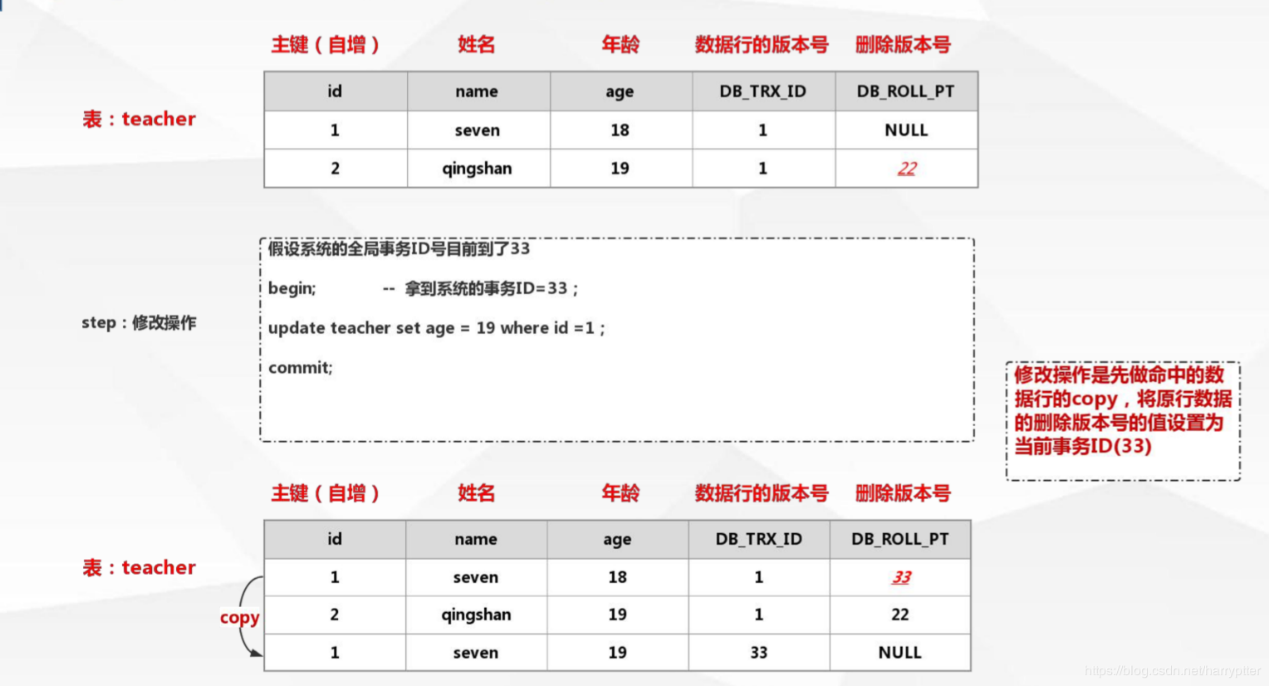 主键（自增） 姓名 年龄 数据行的版本号 删除版本号
表：teacher
id name age DB_TRX_ID DB_ROLL_PT
1 seven 18 1 NULL
2 qingshan 19 1 22
step：修改操作
假设系统的全局事务ID号目前到了33
begin; -- 拿到系统的事务ID=33；
update teacher set age = 19 where id =1；
commit;
修改操作是先做命中的数
据行的copy，将原行数据
的删除版本号的值设置为
当前事务ID(33)
主键（自增） 姓名 年龄 数据行的版本号 删除版本号
表：teacher
id name age DB_TRX_ID DB_ROLL_PT
1 seven 18 1 33
copy
2 qingshan 19 1 22
1 seven 19 33 NULL
https://blog.csdn.net/harryptter